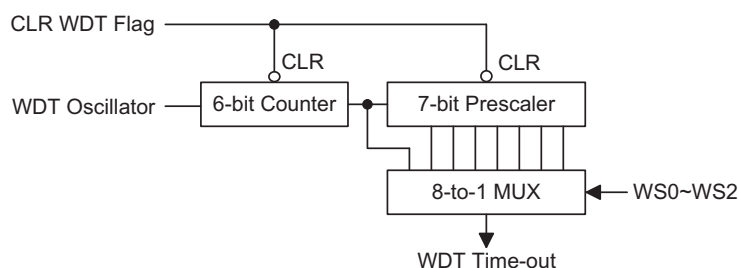 CLR WDT Flag
CLR
CLR
WDT Oscillator
6-bit Counter
7-bit Prescaler
8-to-1 MUX
WS0~WS2
WDT Time-out